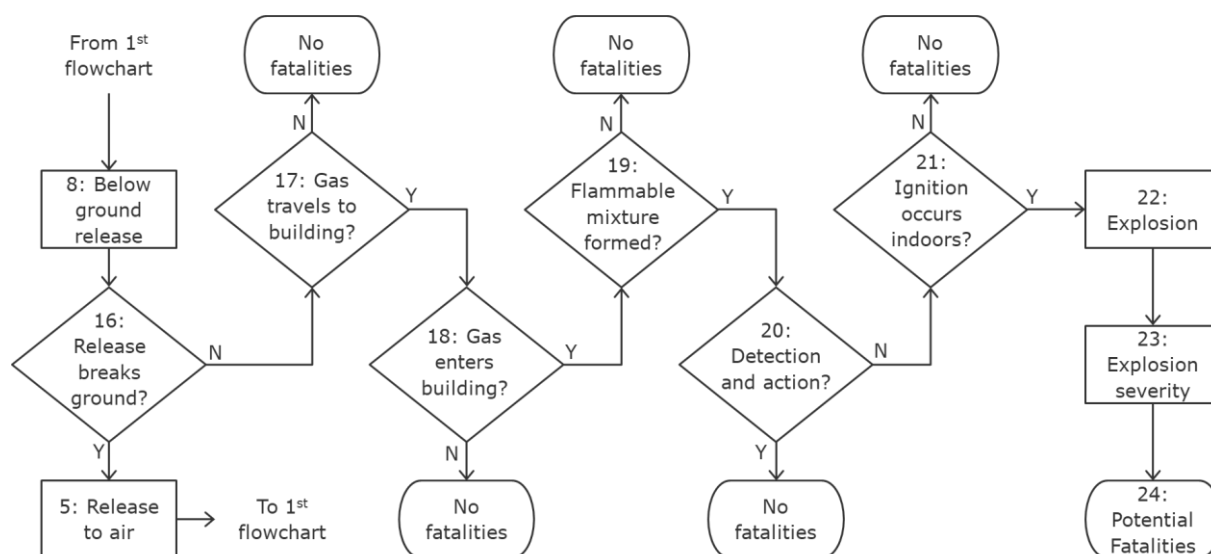 From 1st
flowchart
8: Below
ground
release
16:
Release
breaks
ground?
N
Y
5: Release
to air
To 1st
flowchart
No
fatalities
N
17: Gas
travels to
building?
Y
18: Gas
enters
building?
Y
N
No
fatalities
No
fatalities
N
19:
Flammable
mixture
formed?
Y
20:
Detection
and action?
N
Y
No
fatalities
No
fatalities
N
21:
Ignition
occurs
indoors?
Y
22:
Explosion
23:
Explosion
severity
24:
Potential
Fatalities